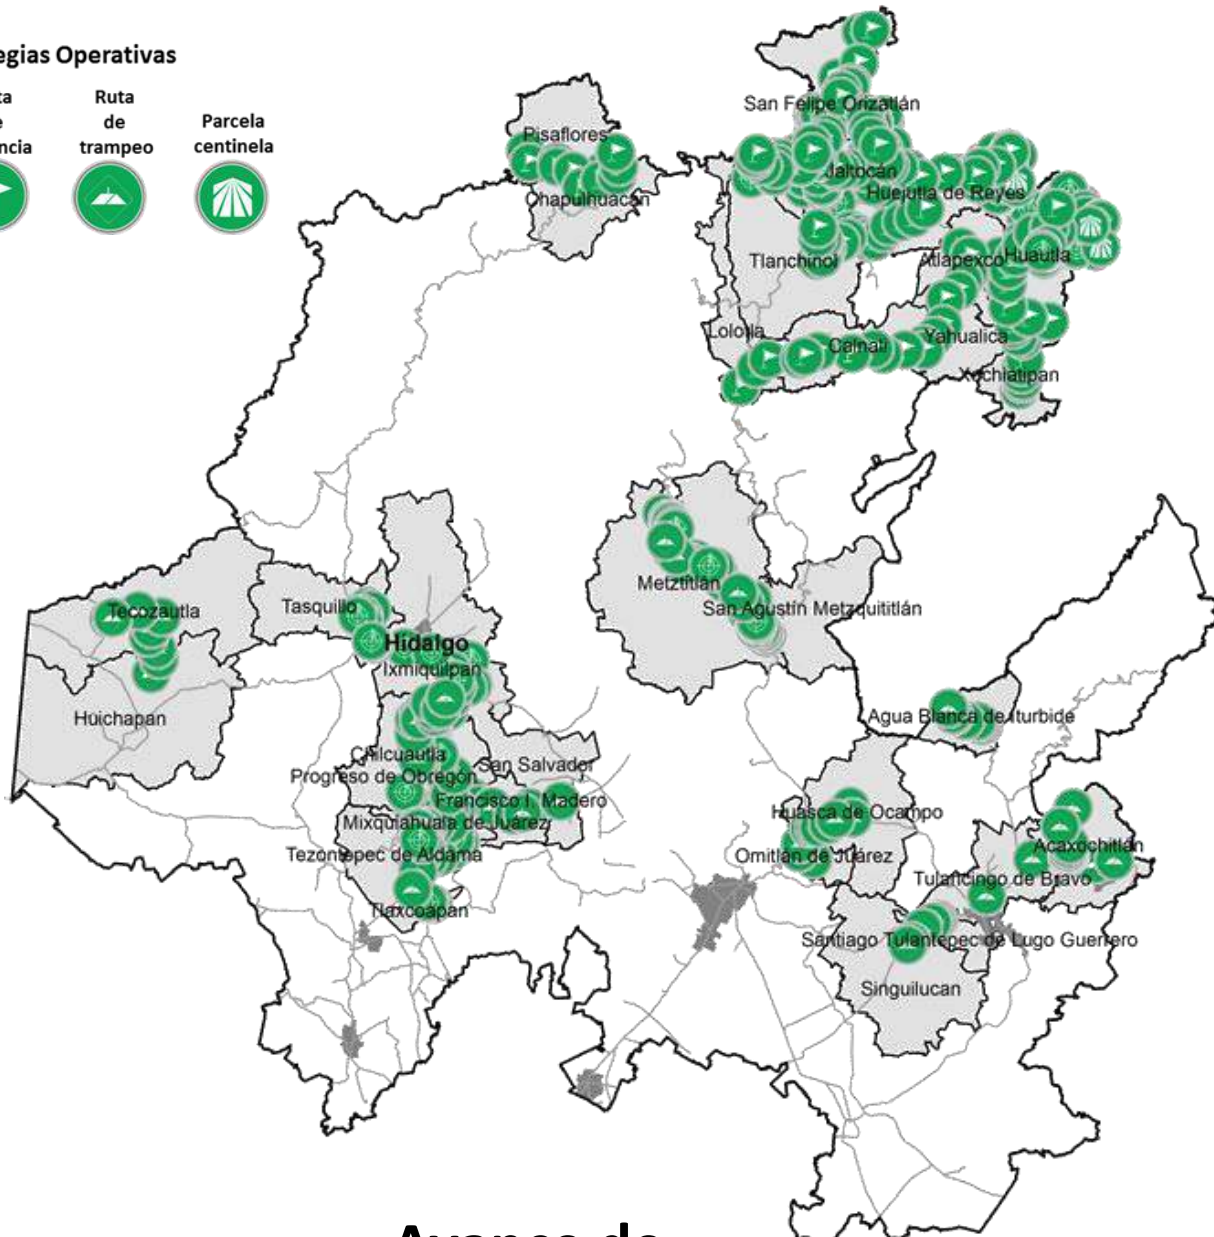 egias Operativas
ta
e
ncia
Ruta
de
trampeo
Parcela
centinela
San Felipe Orizatlán
Pisaflores
Jaltocán
Huejutla de Reyes
Chapulhuacán
Tlanchinol
Atlapexco
Huautla
Lolotla
Calnali
Yahualica
Xochiatipan
Metztitlán
San Agustín Metzquititlán
Tecozautla
Tasquillo
Hidalgo
Ixmiquilpan
Huichapan
Agua Blanca de Iturbide
Chilcuautla
San Salvador
Progreso de Obregón
Francisco I. Madero
Mixquiahuala de Juárez
Tezontepec de Aldama
Tlaxcoapan
Huasca de Ocampo
Omitlán de Juárez
Acaxochitlán
Tulancingo de Bravo
Santiago Tulantepec de Lugo Guerrero
Singuilucan
Avance de